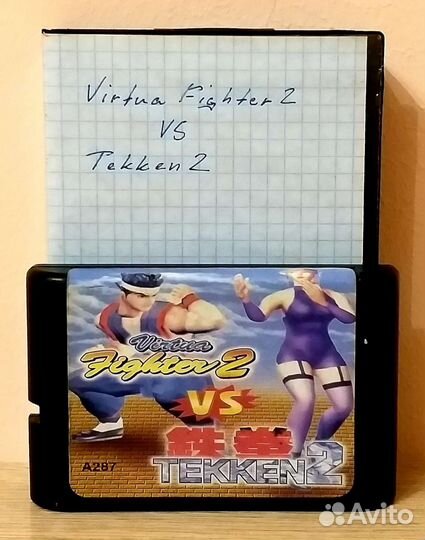 Virtua Fighter 2
VS
Tekken 2
Virtua
Fighter 2
VS
鉄拳
TEKKEN 2
A287
Avito